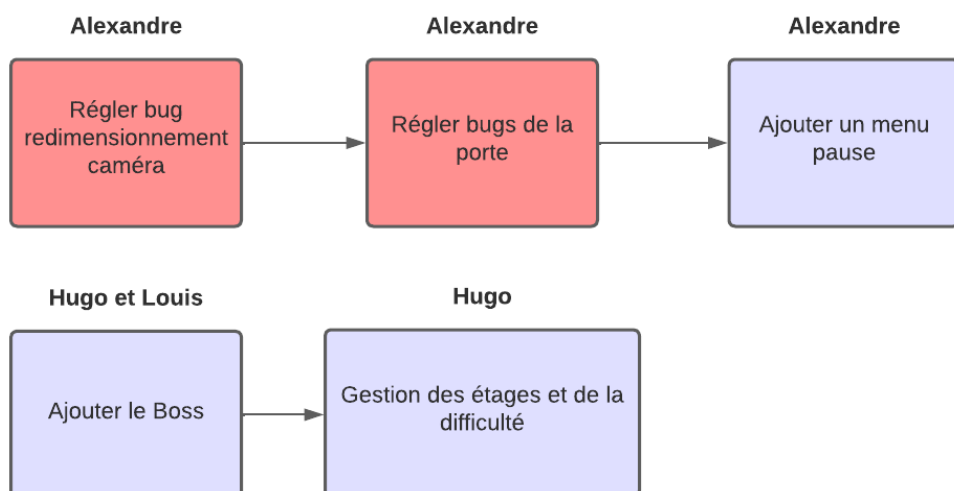 Alexandre
Alexandre
Alexandre
Régler bug
redimensionnement
caméra
Régler bugs de la
porte
Ajouter un menu
pause
Hugo et Louis
Hugo
Ajouter le Boss
Gestion des étages et de la
difficulté